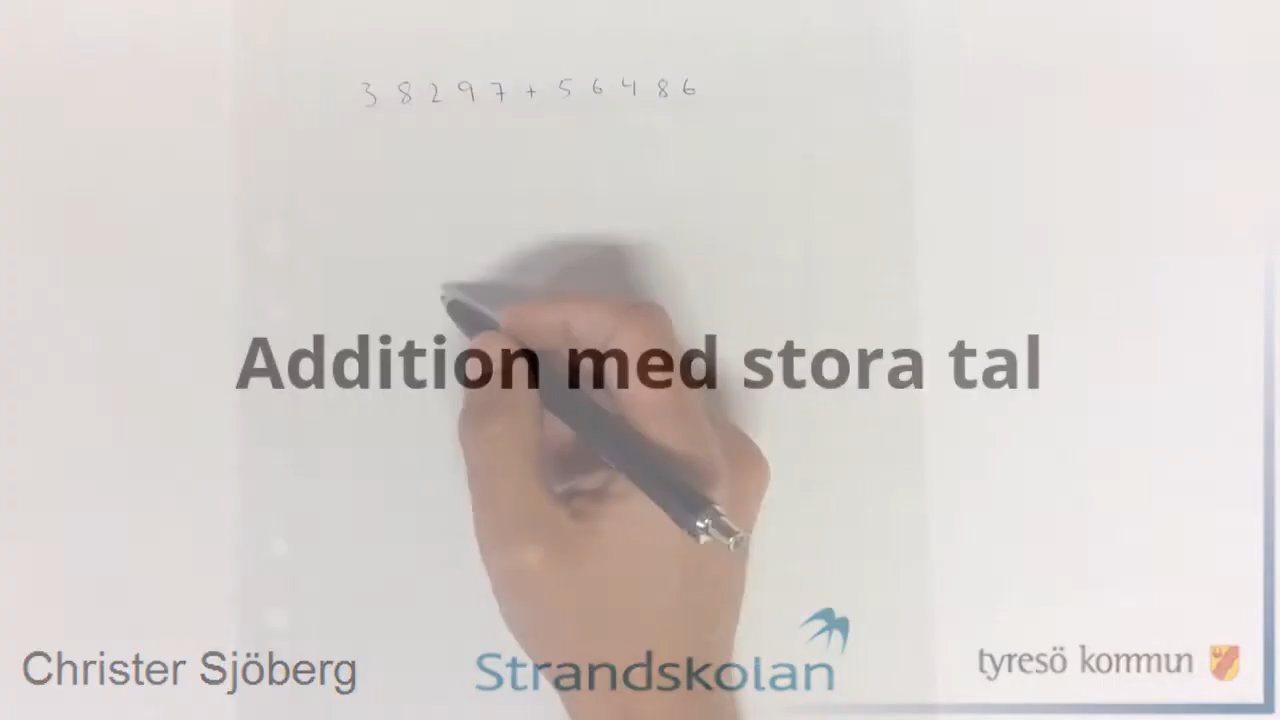 38297+56486
Addition med stora tal
Christer Sjöberg
Strandskolan
tyresö kommun